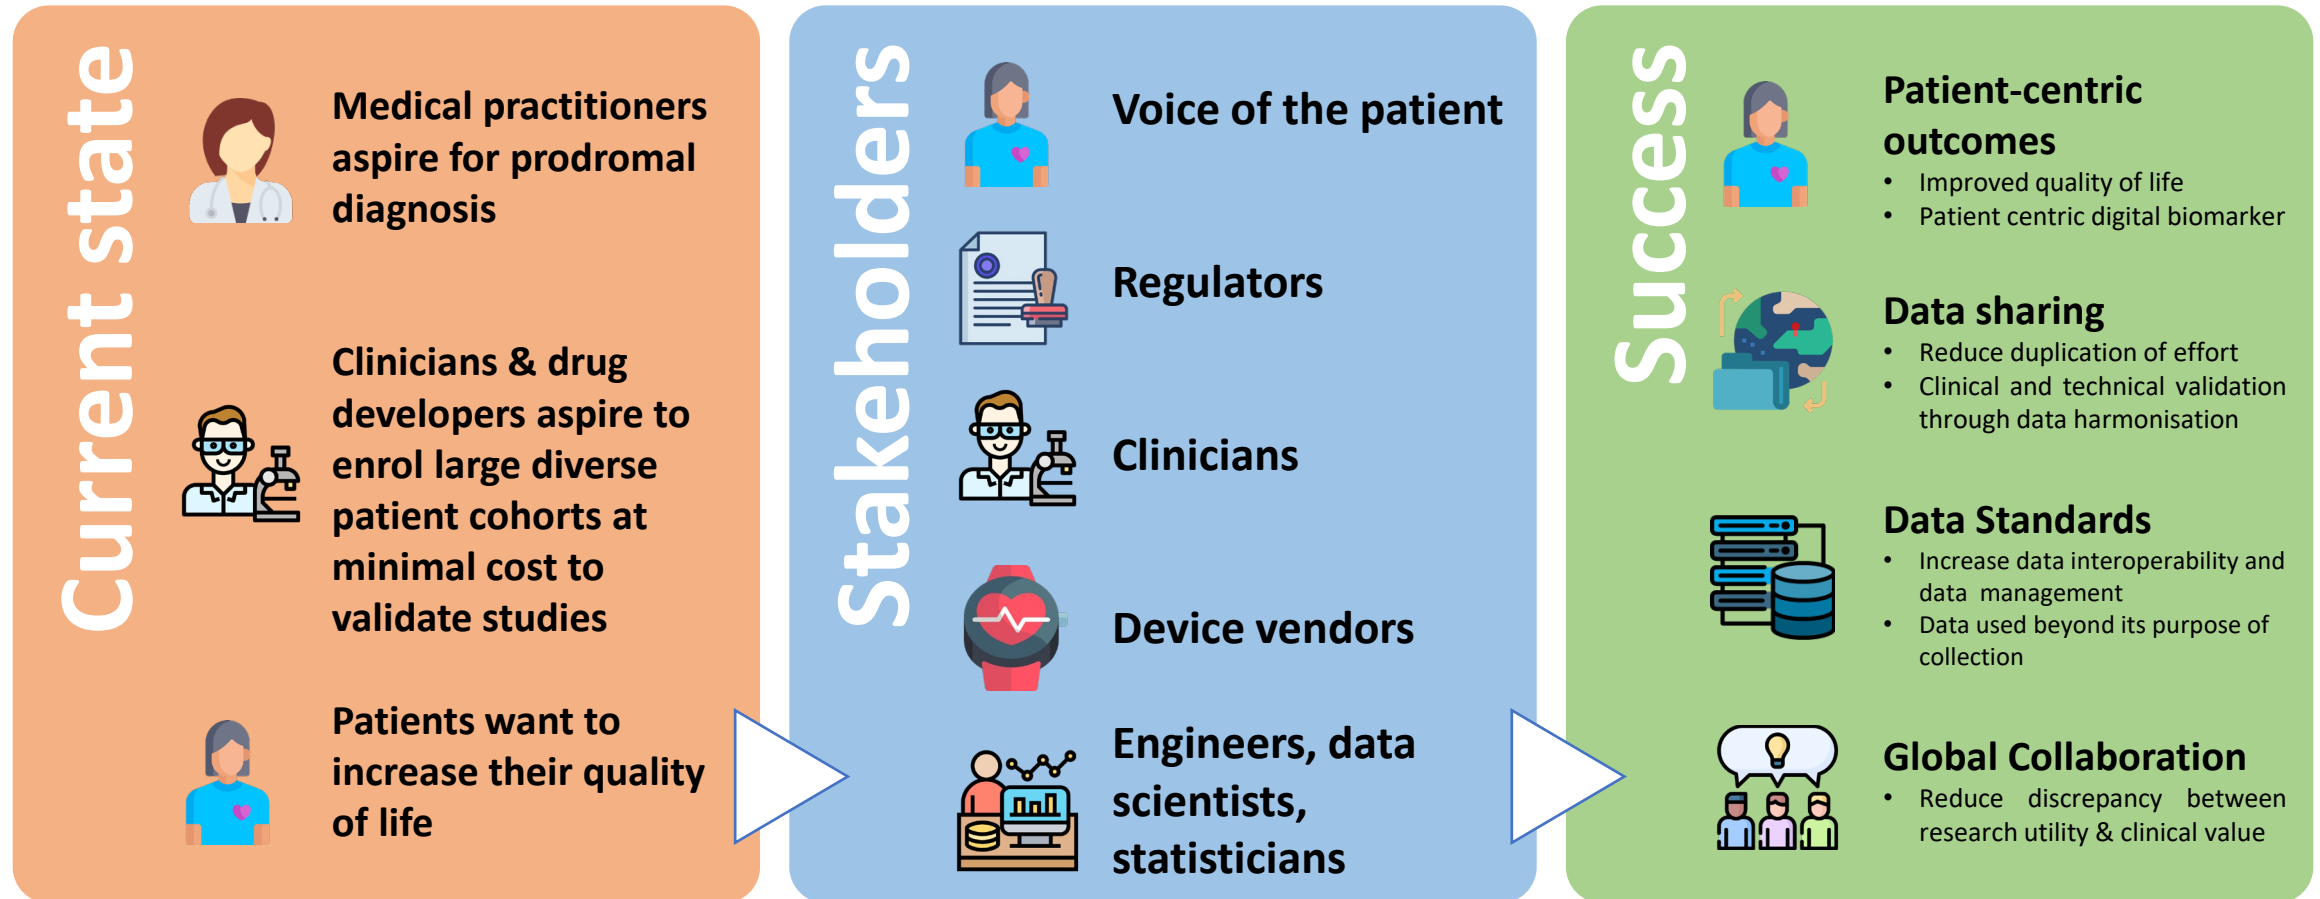 Current state
Medical practitioners
aspire for prodromal
diagnosis
Clinicians & drug
developers aspire to
enrol large diverse
patient cohorts at
minimal cost to
validate studies
Patients want to
increase their quality
of life
Stakeholders
Voice of the patient
Regulators
Clinicians
Device vendors
Engineers, data
scientists,
statisticians
Success
Patient-centric
outcomes
• Improved quality of life
• Patient centric digital biomarker
Data sharing
• Reduce duplication of effort
• Clinical and technical validation
through data harmonisation
Data Standards
• Increase data interoperability and
data management
• Data used beyond its purpose of
collection
Global Collaboration
• Reduce discrepancy between
research utility & clinical value